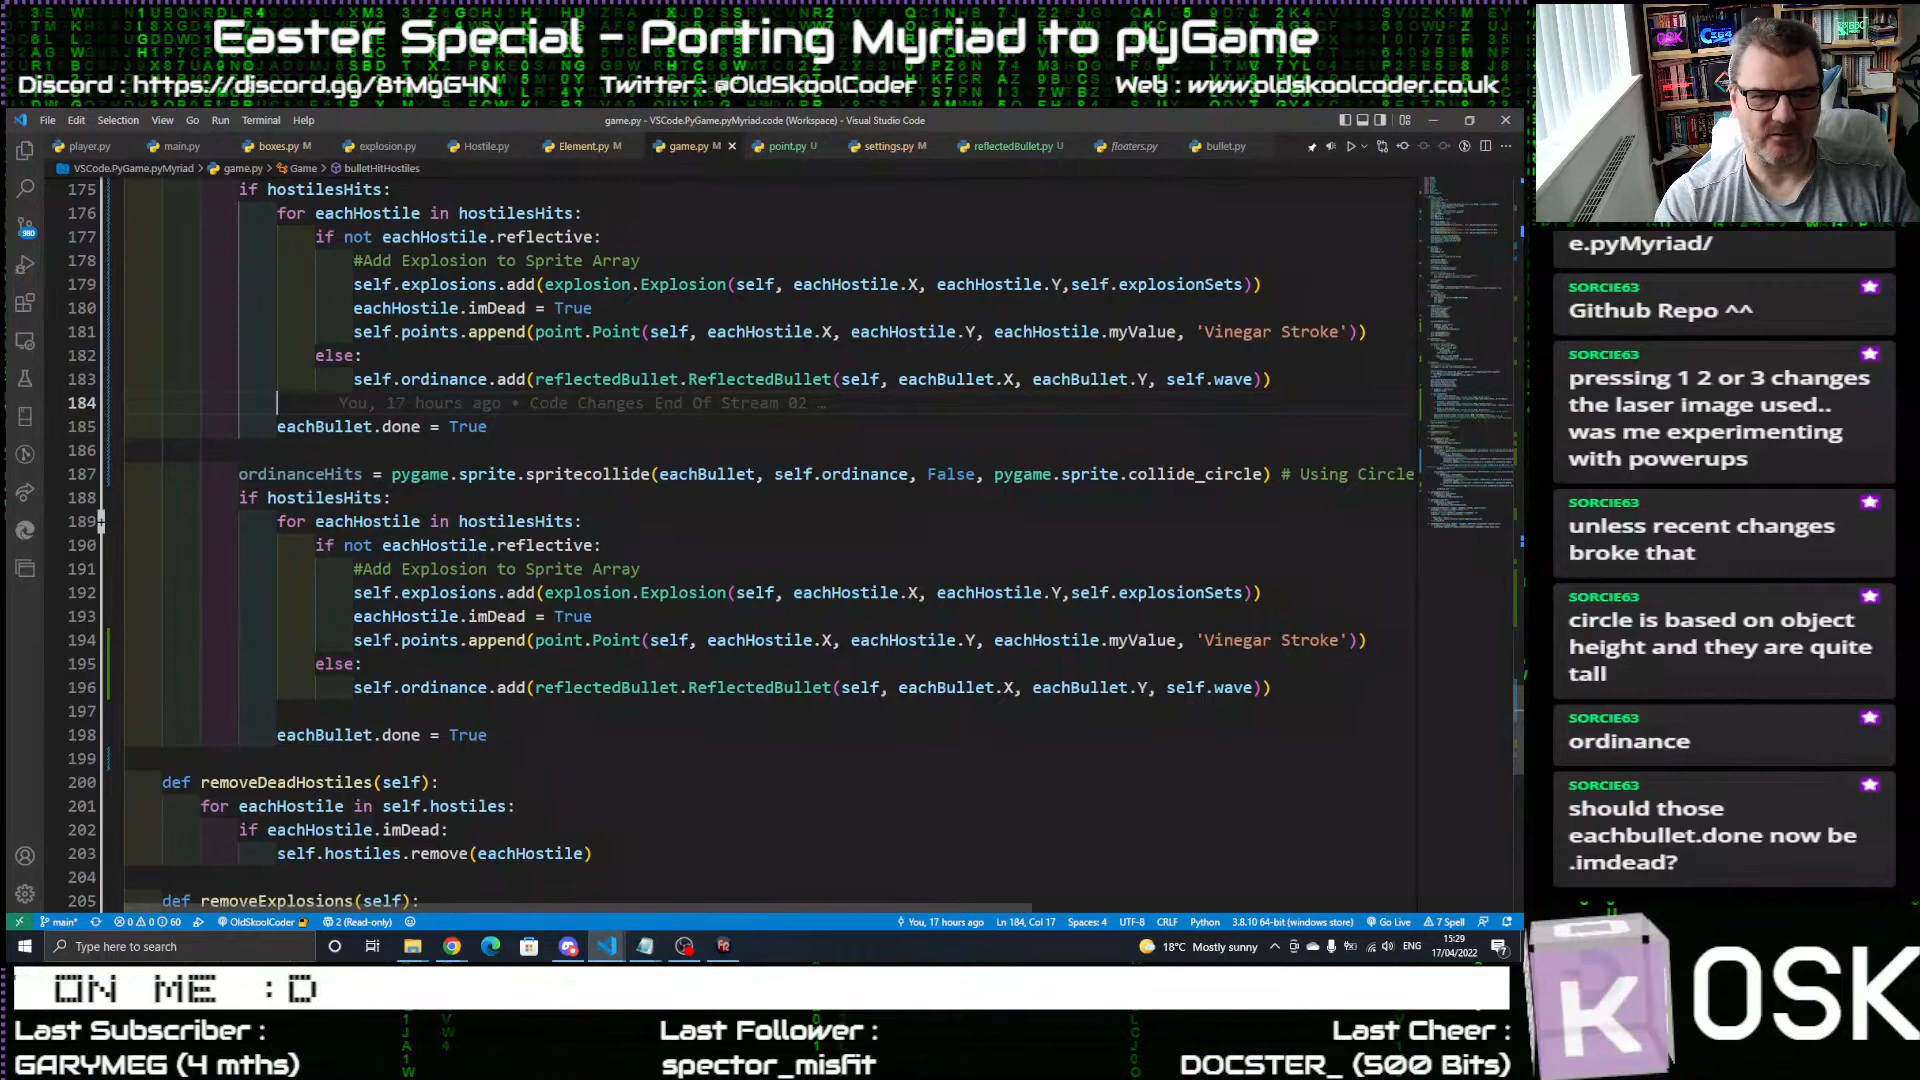 Easter Special - Porting Myriad to pyGame
Discord : https://discord.gg/8tMgG4N Twitter : @OldSkoolCoder Web : www.oldskoolcoder.co.uk
File Edit Selection View Go Run Terminal Help game.py - VSCode.PyGame.pyMyriad.code (Workspace) - Visual Studio Code
player.py main.py boxes.py M explosion.py Hostile.py Element.py M game.py M point.py U settings.py M reflectedBullet.py U floaters.py bullet.py
VSCode.PyGame.pyMyriad > game.py > Game > bulletHitHostiles
175 if hostilesHits:
176 for eachHostile in hostilesHits:
177 if not eachHostile.reflective:
178 #Add Explosion to Sprite Array
179 self.explosions.add(explosion.Explosion(self, eachHostile.X, eachHostile.Y,self.explosionSets))
180 eachHostile.imDead = True
181 self.points.append(point.Point(self, eachHostile.X, eachHostile.Y, eachHostile.myValue, 'Vinegar Stroke'))
182 else:
183 self.ordinance.add(reflectedBullet.ReflectedBullet(self, eachBullet.X, eachBullet.Y, self.wave))
184 You, 17 hours ago • Code Changes End Of Stream 02 …
185 eachBullet.done = True
186
187 ordinanceHits = pygame.sprite.spritecollide(eachBullet, self.ordinance, False, pygame.sprite.collide_circle) # Using Circle
188 if hostilesHits:
189 for eachHostile in hostilesHits:
190 if not eachHostile.reflective:
191 #Add Explosion to Sprite Array
192 self.explosions.add(explosion.Explosion(self, eachHostile.X, eachHostile.Y,self.explosionSets))
193 eachHostile.imDead = True
194 self.points.append(point.Point(self, eachHostile.X, eachHostile.Y, eachHostile.myValue, 'Vinegar Stroke'))
195 else:
196 self.ordinance.add(reflectedBullet.ReflectedBullet(self, eachBullet.X, eachBullet.Y, self.wave))
197
198 eachBullet.done = True
199
200 def removeDeadHostiles(self):
201 for eachHostile in self.hostiles:
202 if eachHostile.imDead:
203 self.hostiles.remove(eachHostile)
204
205 def removeExplosions(self):
980
main* 0 0 60 OldSkoolCoder 2 (Read-only) You, 17 hours ago Ln 184, Col 17 Spaces: 4 UTF-8 CRLF Python 3.8.10 64-bit (windows store) Go Live 7 Spell
Type here to search 18°C Mostly sunny ENG 15:29 17/04/2022
e.pyMyriad/
SORCIE63
Github Repo ^^
SORCIE63
pressing 1 2 or 3 changes
the laser image used..
was me experimenting
with powerups
SORCIE63
unless recent changes
broke that
SORCIE63
circle is based on object
height and they are quite
tall
SORCIE63
ordinance
SORCIE63
should those
eachbullet.done now be
.imdead?
ON ME :D
Last Subscriber : Last Follower : Last Cheer :
GARYMEG (4 mths) spector_misfit DOCSTER_ (500 Bits)
K OSK